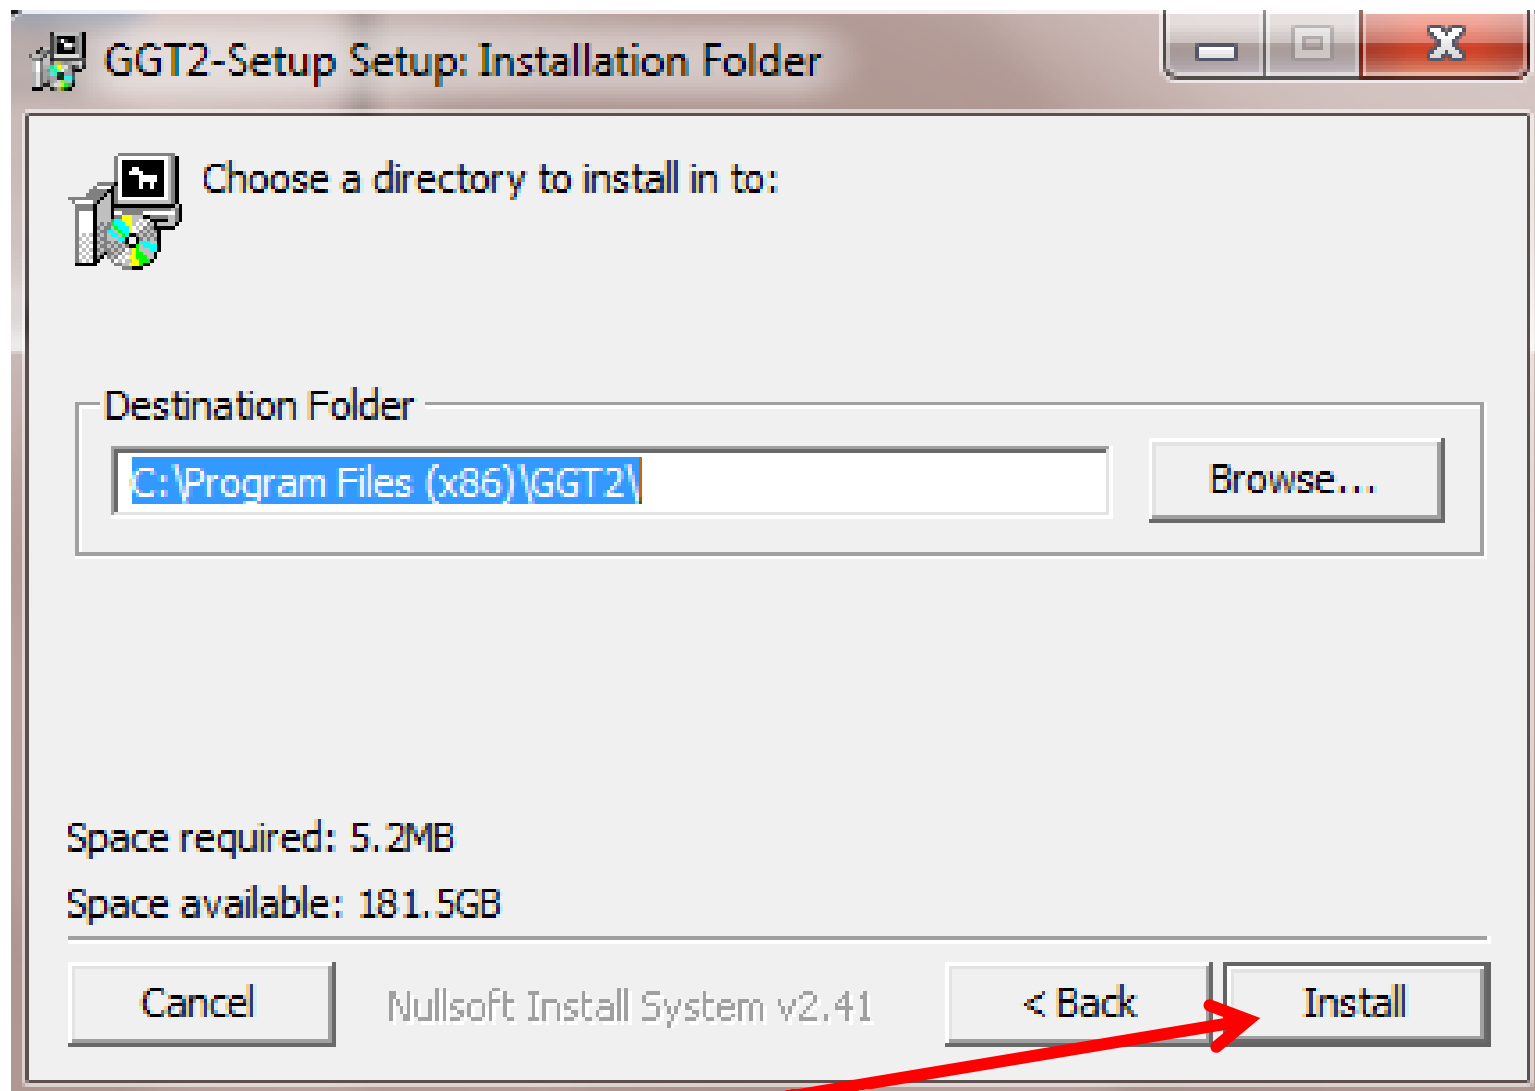 GGT2-Setup Setup: Installation Folder
Choose a directory to install in to:
Destination Folder
C:\Program Files (x86)\GGT2\
Browse...
Space required: 5.2MB
Space available: 181.5GB
Cancel
Nullsoft Install System v2.41
< Back
Install